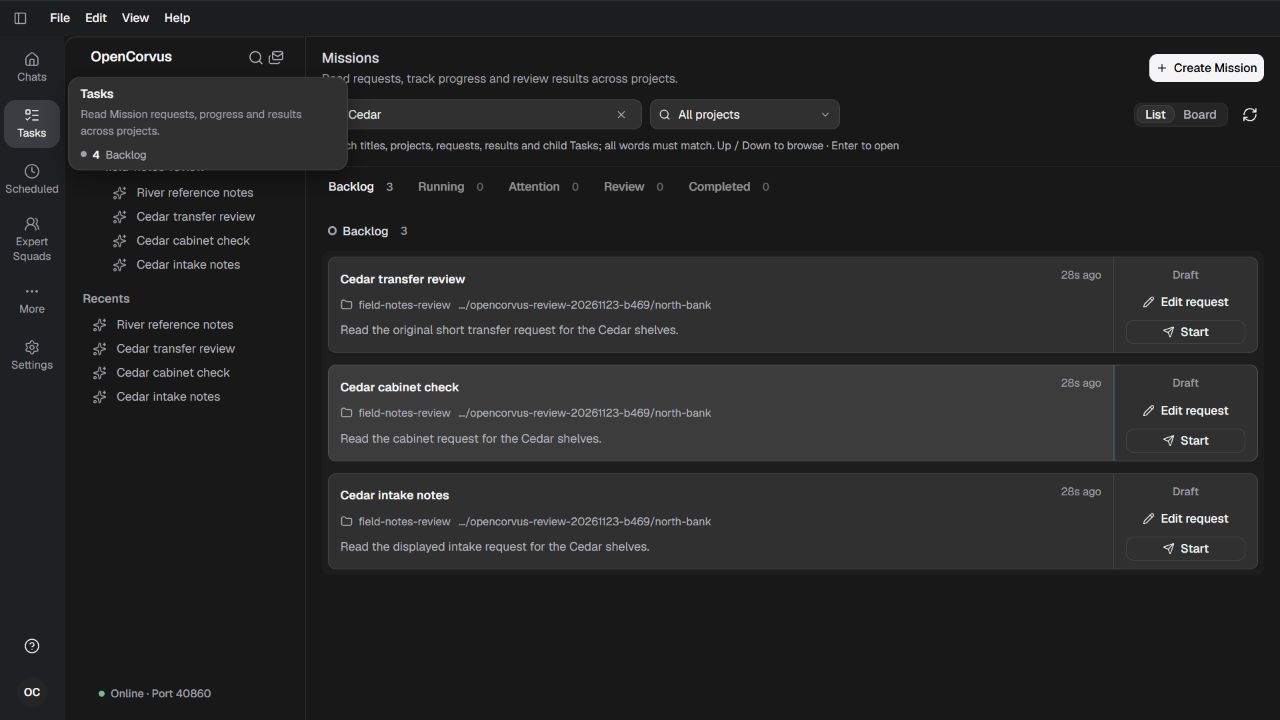 File Edit View Help
Chats
Tasks
Scheduled
Expert
Squads
More
Settings
OC
OpenCorvus
Tasks
Read Mission requests, progress and results
across projects.
4 Backlog
River reference notes
Cedar transfer review
Cedar cabinet check
Cedar intake notes
Recents
River reference notes
Cedar transfer review
Cedar cabinet check
Cedar intake notes
Online · Port 40860
Missions
Read requests, track progress and review results across projects.
Create Mission
Cedar
All projects
List Board
titles, projects, requests, results and child Tasks; all words must match. Up / Down to browse · Enter to open
Backlog 3 Running 0 Attention 0 Review 0 Completed 0
Backlog 3
Cedar transfer review
28s ago
field-notes-review …/opencorvus-review-20261123-b469/north-bank
Read the original short transfer request for the Cedar shelves.
Draft
Edit request
Start
Cedar cabinet check
28s ago
field-notes-review …/opencorvus-review-20261123-b469/north-bank
Read the cabinet request for the Cedar shelves.
Draft
Edit request
Start
Cedar intake notes
28s ago
field-notes-review …/opencorvus-review-20261123-b469/north-bank
Read the displayed intake request for the Cedar shelves.
Draft
Edit request
Start